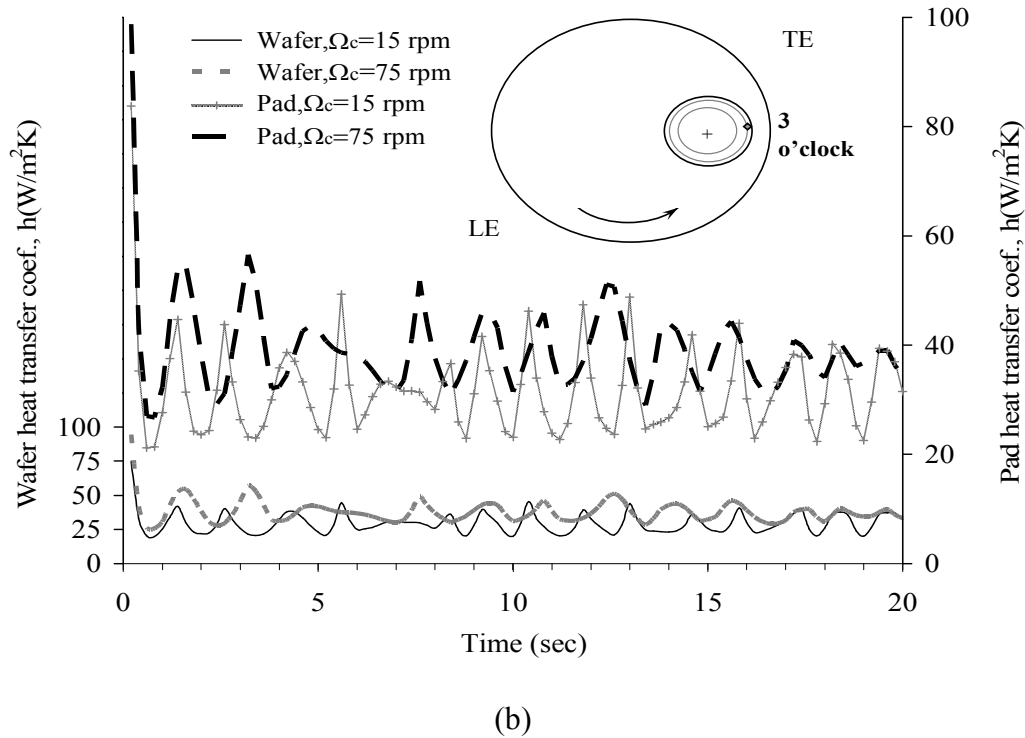 Wafer,Ωc=15 rpm
Wafer,Ωc=75 rpm
Pad,Ωc=15 rpm
Pad,Ωc=75 rpm
TE
3
o’clock
LE
Wafer heat transfer coef., h(W/m²K)
100
75
50
25
0
Pad heat transfer coef., h(W/m²K)
100
80
60
40
20
0
0
5
10
15
20
Time (sec)
(b)